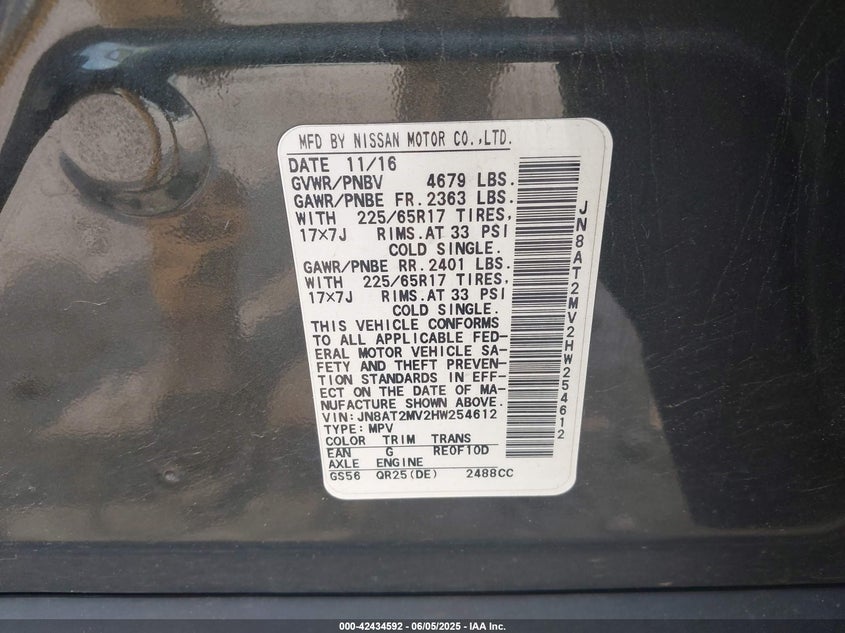 MFD BY NISSAN MOTOR CO.,LTD.
DATE 11/16
GVWR/PNBV 4679 LBS.
GAWR/PNBE FR.2363 LBS.
WITH 225/65R17 TIRES,
17×7J RIMS.AT 33 PSI
COLD SINGLE.
GAWR/PNBE RR.2401 LBS.
WITH 225/65R17 TIRES,
17×7J RIMS.AT 33 PSI
COLD SINGLE.
THIS VEHICLE CONFORMS
TO ALL APPLICABLE FED-
ERAL MOTOR VEHICLE SA-
FETY AND THEFT PREVEN-
TION STANDARDS IN EFF-
ECT ON THE DATE OF MA-
NUFACTURE SHOWN ABOVE.
VIN:JN8AT2MV2HW254612
TYPE:MPV
COLOR TRIM TRANS
EAN G RE0F10D
AXLE ENGINE
GS56 QR25(DE) 2488CC
JN8AT2MV2HW254612
000-42434592 - 06/05/2025 - IAA Inc.